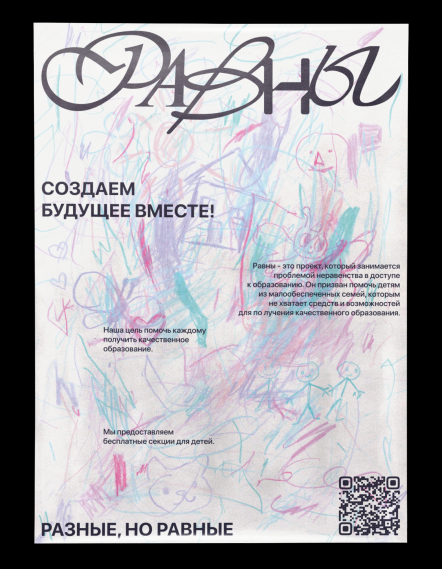 РАВНЫ
СОЗДАЕМ
БУДУЩЕЕ ВМЕСТЕ!
Равны - это проект, который занимается
проблемой неравенства в доступе
к образованию. Он призван помочь детям
из малообеспеченных семей, которым
не хватает средств и возможностей
для по лучения качественного образования.
Наша цель помочь каждому
получить качественное
образование.
Мы предоставляем
бесплатные секции для детей.
РАЗНЫЕ, НО РАВНЫЕ